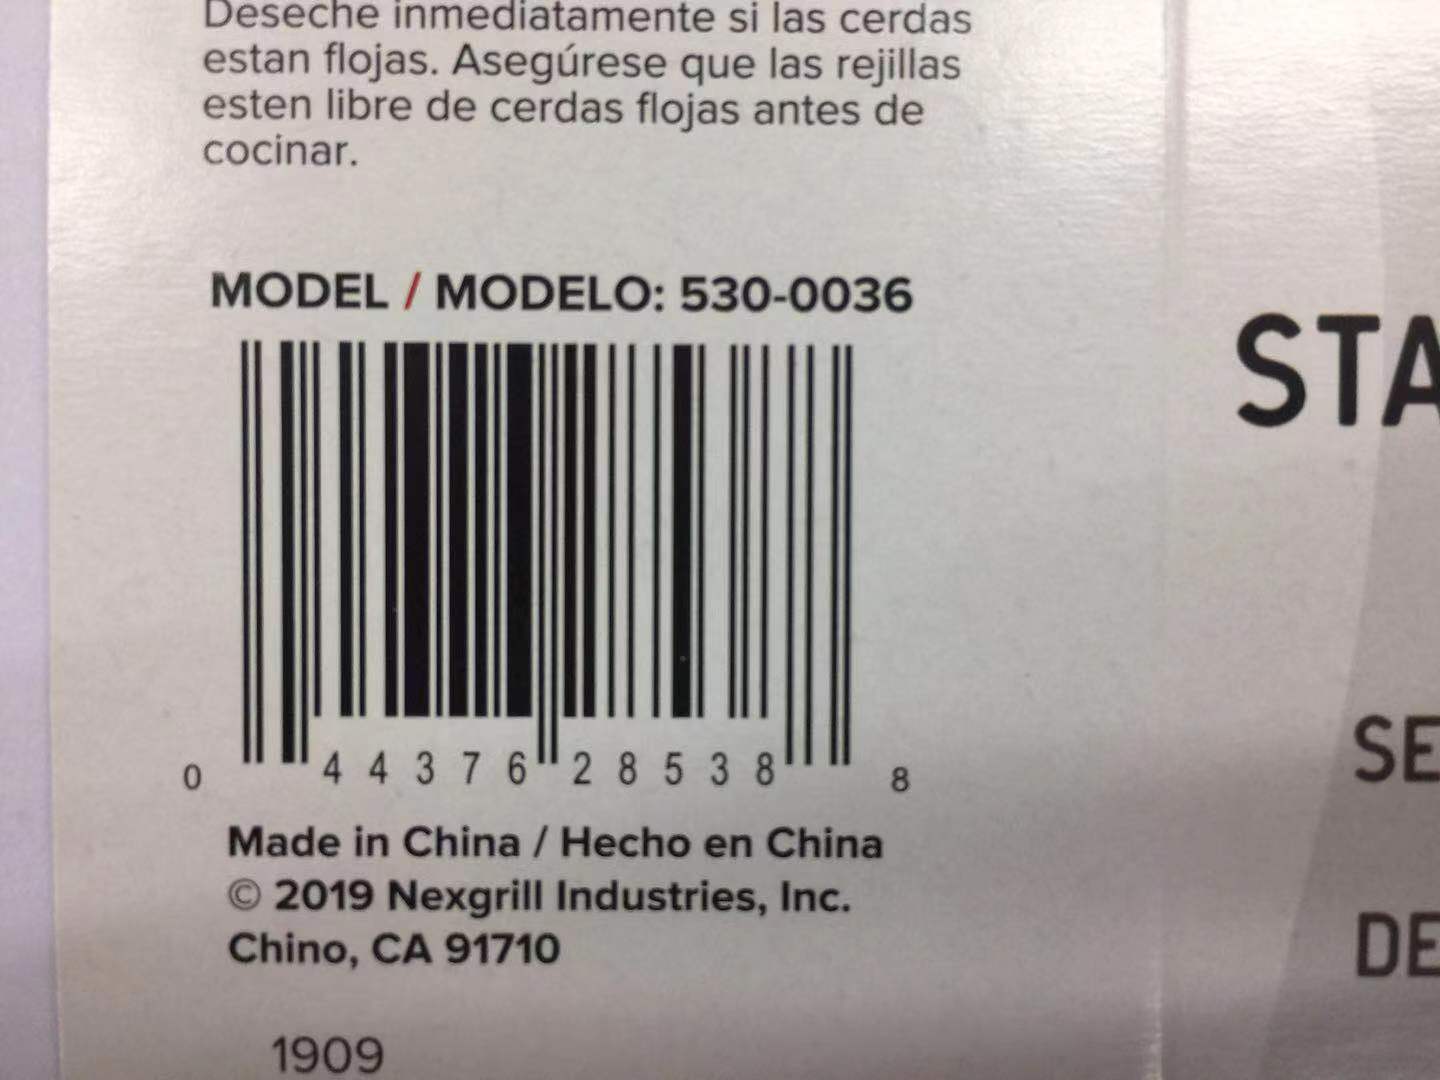 Deseche inmediatamente si las cerdas
estan flojas. Asegúrese que las rejillas
esten libre de cerdas flojas antes de
cocinar.
MODEL / MODELO: 530-0036
0 44376 28538 8
Made in China / Hecho en China
© 2019 Nexgrill Industries, Inc.
Chino, CA 91710
1909
STA
SE
DE